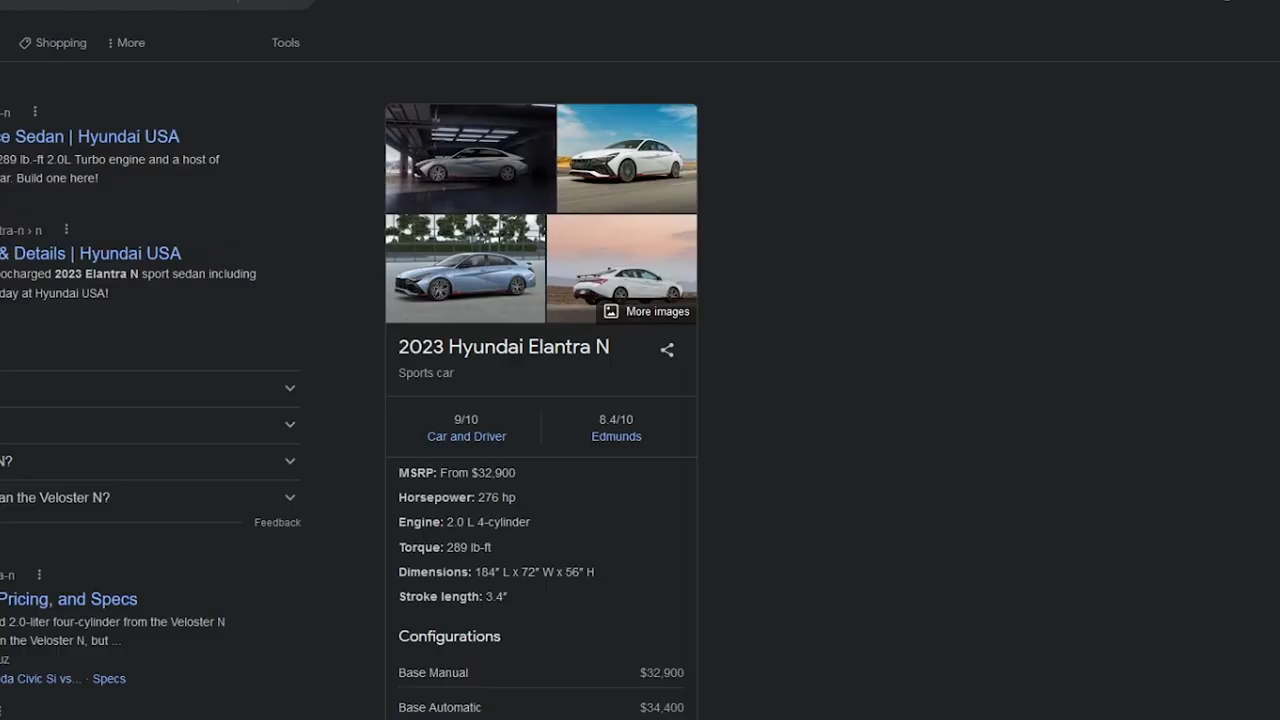 Shopping
More
Tools
-n
ce Sedan | Hyundai USA
289 lb.-ft 2.0L Turbo engine and a host of
ar. Build one here!
tra-n › n
& Details | Hyundai USA
ocharged 2023 Elantra N sport sedan including
day at Hyundai USA!
N?
an the Veloster N?
Feedback
a-n
Pricing, and Specs
d 2.0-liter four-cylinder from the Veloster N
n the Veloster N, but ...
uz
da Civic Si vs... · Specs
More images
2023 Hyundai Elantra N
Sports car
9/10
Car and Driver
8.4/10
Edmunds
MSRP: From $32,900
Horsepower: 276 hp
Engine: 2.0 L 4-cylinder
Torque: 289 lb-ft
Dimensions: 184″ L x 72″ W x 56″ H
Stroke length: 3.4″
Configurations
Base Manual $32,900
Base Automatic $34,400